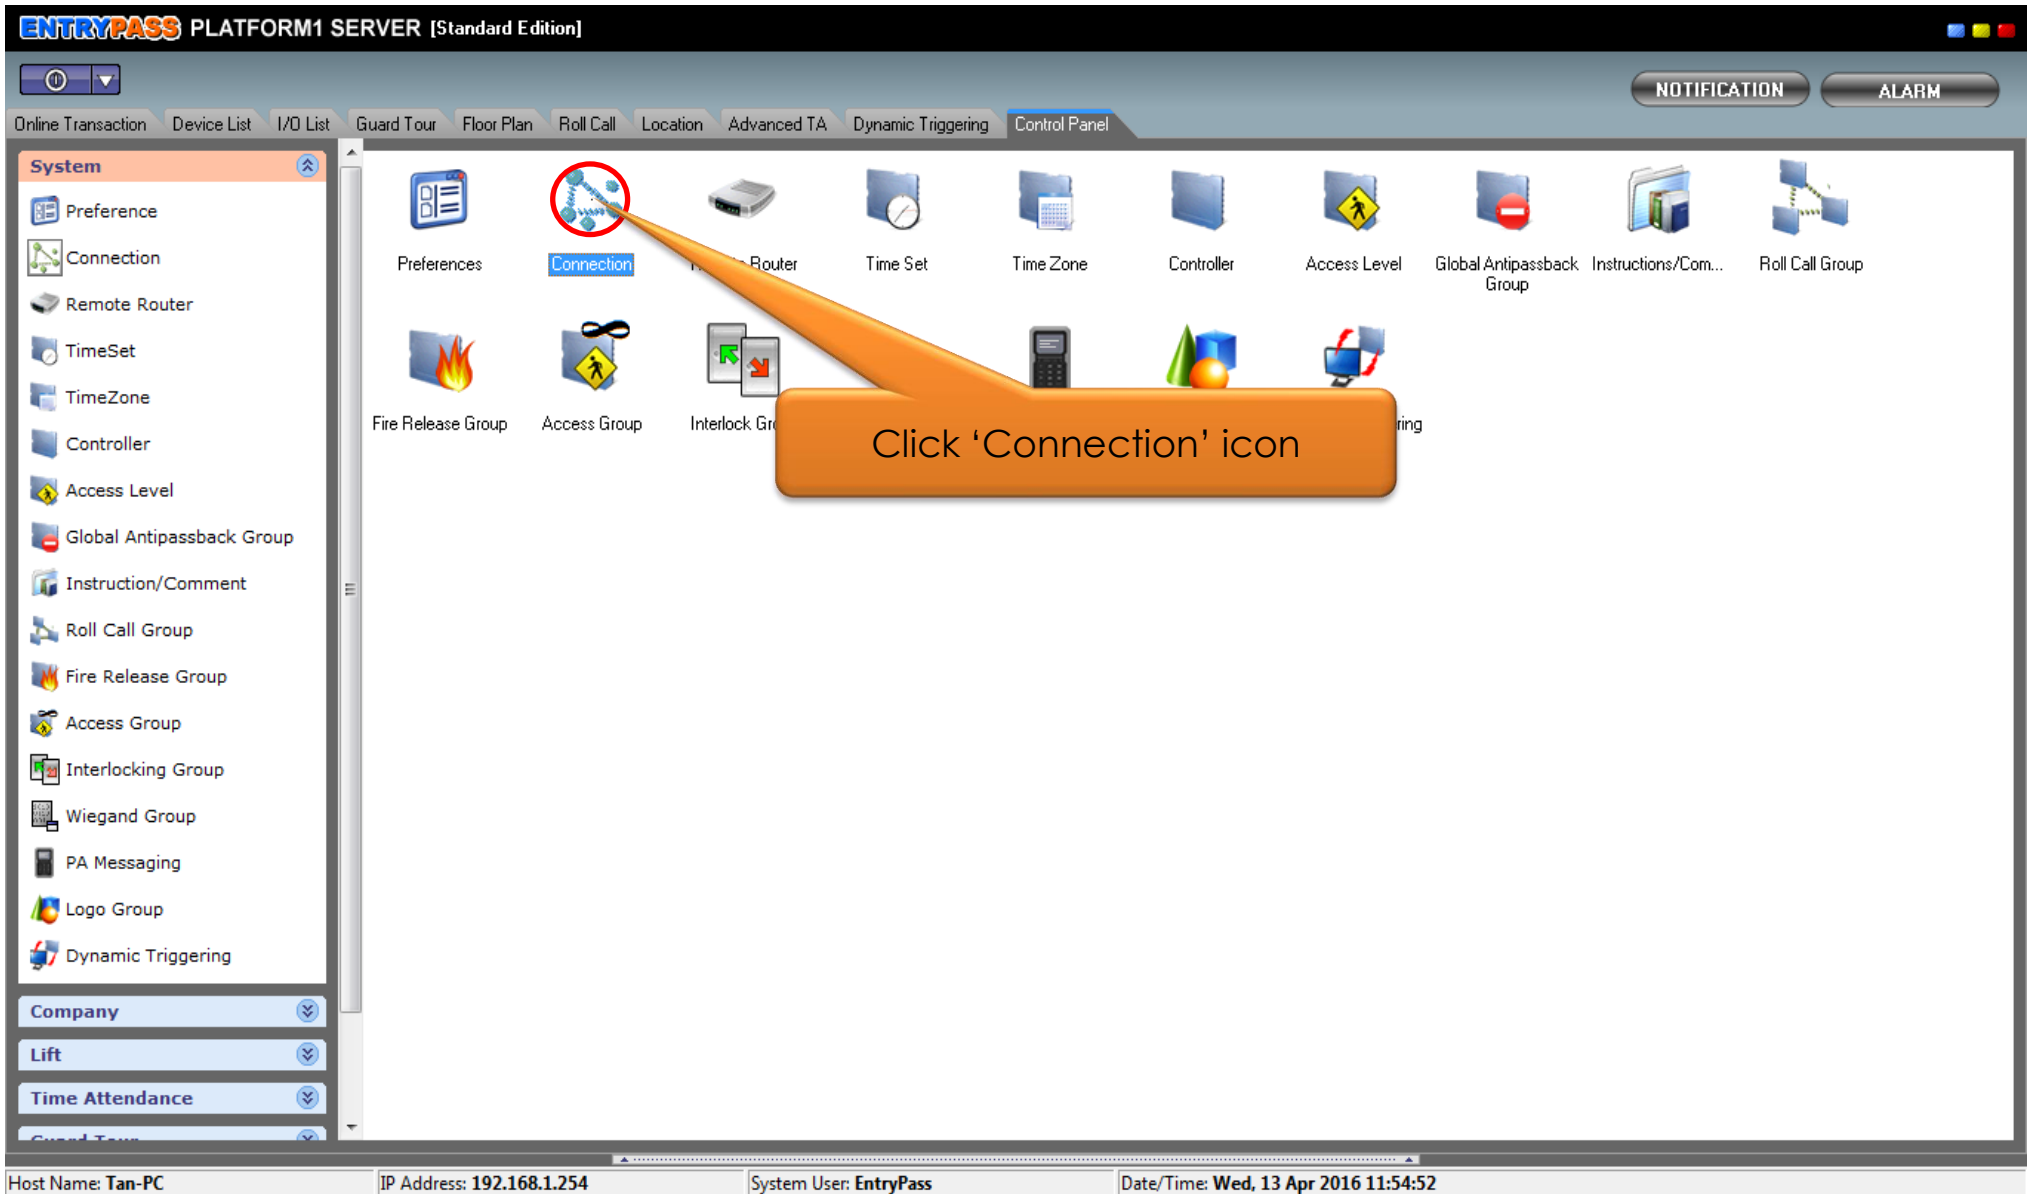 ENTRYPASS PLATFORM1 SERVER [Standard Edition]
NOTIFICATION
ALARM
Online Transaction
Device List
I/O List
Guard Tour
Floor Plan
Roll Call
Location
Advanced TA
Dynamic Triggering
Control Panel
System
Preference
Connection
Remote Router
TimeSet
TimeZone
Controller
Access Level
Global Antipassback Group
Instruction/Comment
Roll Call Group
Fire Release Group
Access Group
Interlocking Group
Wiegand Group
PA Messaging
Logo Group
Dynamic Triggering
Company
Lift
Time Attendance
Guard Tour
Preferences
Connection
Router
Time Set
Time Zone
Controller
Access Level
Global Antipassback
Group
Instructions/Com...
Roll Call Group
Fire Release Group
Access Group
Interlock Gr
ring
Click ‘Connection’ icon
Host Name: Tan-PC
IP Address: 192.168.1.254
System User: EntryPass
Date/Time: Wed, 13 Apr 2016 11:54:52